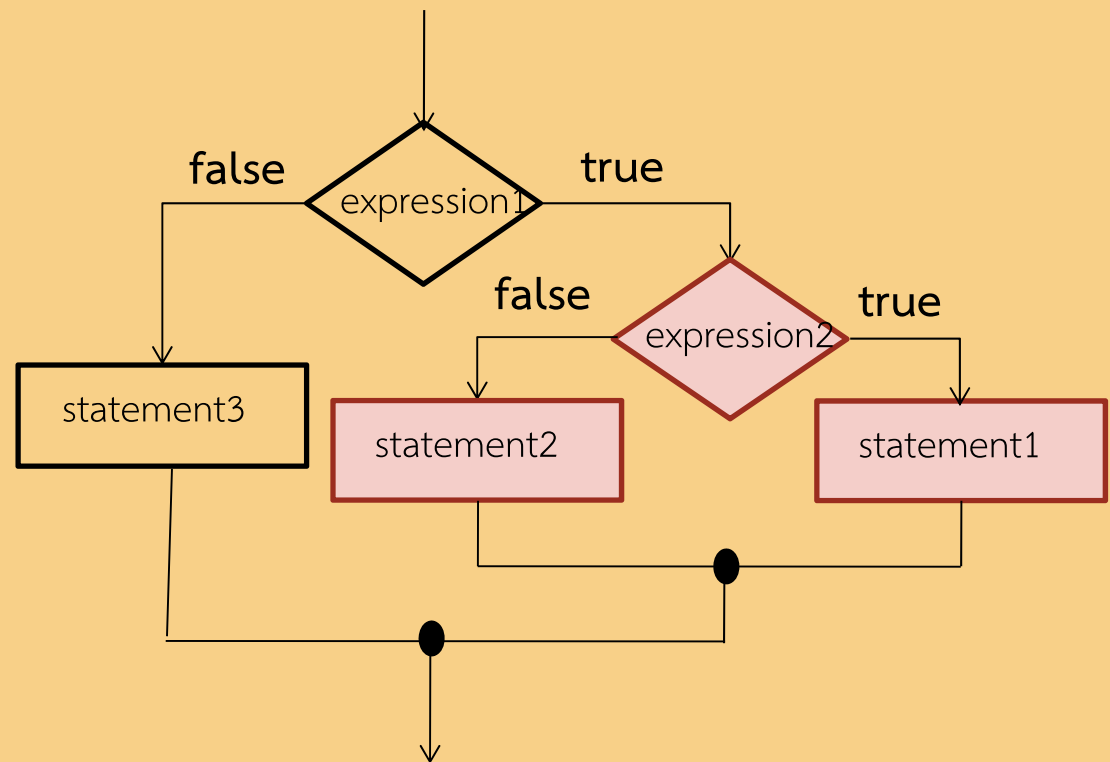 false
true
expression1
false
true
expression2
statement3
statement2
statement1